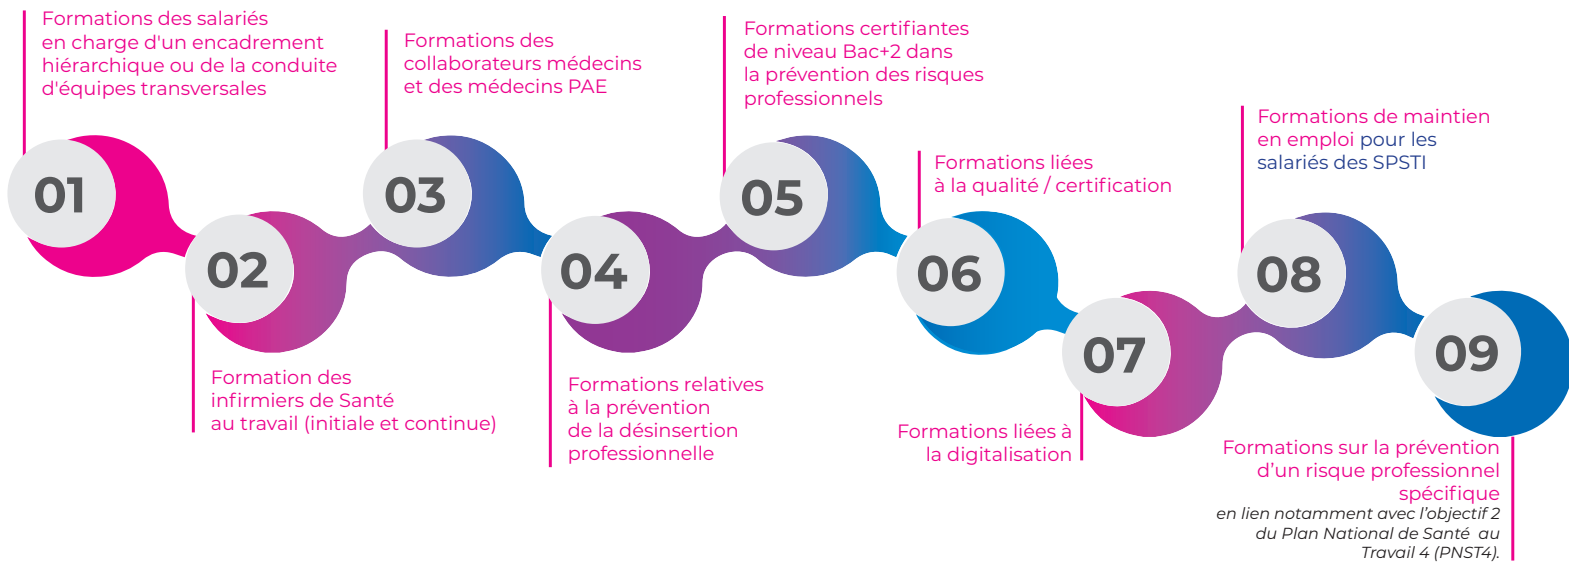 01
Formations des salariés
en charge d'un encadrement
hiérarchique ou de la conduite
d'équipes transversales
02
Formation des
infirmiers de Santé
au travail (initiale et continue)
03
Formations des
collaborateurs médecins
et des médecins PAE
04
Formations relatives
à la prévention
de la désinsertion
professionnelle
05
Formations certifiantes
de niveau Bac+2 dans
la prévention des risques
professionnels
06
Formations liées
à la qualité / certification
07
Formations liées à
la digitalisation
08
Formations de maintien
en emploi pour les
salariés des SPSTI
09
Formations sur la prévention
d’un risque professionnel
spécifique
en lien notamment avec l’objectif 2
du Plan National de Santé au
Travail 4 (PNST4).